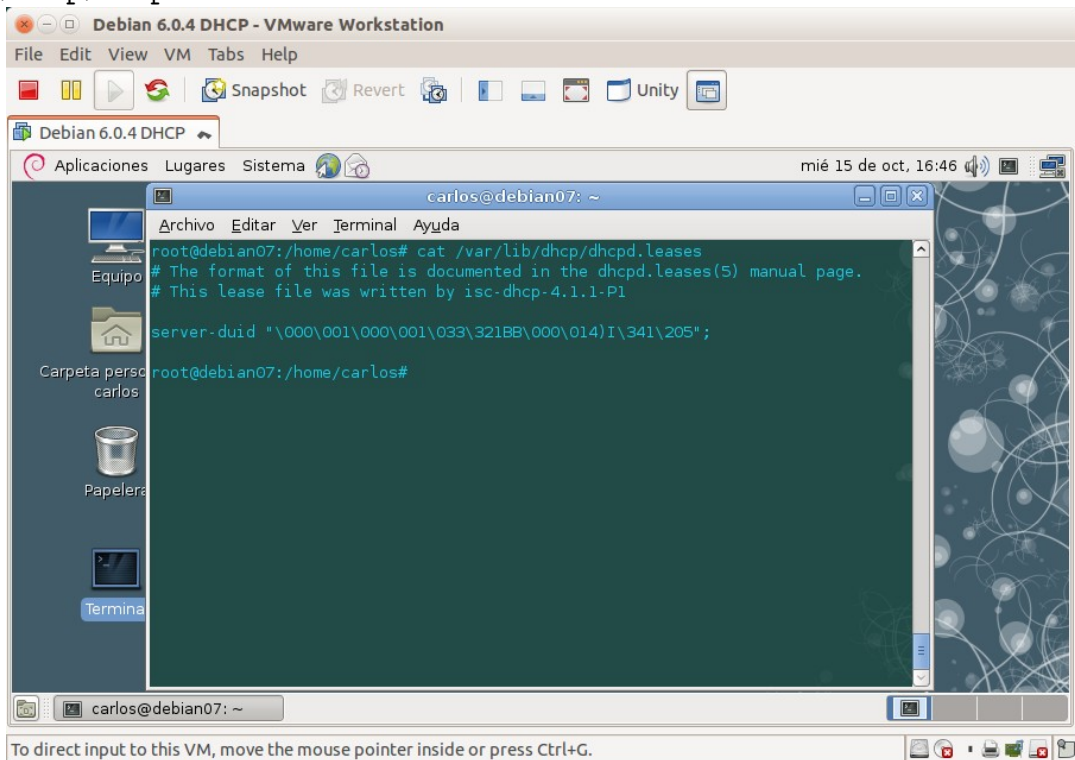 Debian 6.0.4 DHCP - VMware Workstation
File Edit View VM Tabs Help
Snapshot Revert Unity
Debian 6.0.4 DHCP
Aplicaciones Lugares Sistema mié 15 de oct, 16:46
carlos@debian07: ~
Archivo Editar Ver Terminal Ayuda
root@debian07:/home/carlos# cat /var/lib/dhcp/dhcpd.leases
# The format of this file is documented in the dhcpd.leases(5) manual page.
# This lease file was written by isc-dhcp-4.1.1-P1
server-duid "\000\001\000\001\033\321BB\000\014)I\341\205";
root@debian07:/home/carlos#
Equipo
Carpeta perso
carlos
Papelera
Termina
carlos@debian07: ~
To direct input to this VM, move the mouse pointer inside or press Ctrl+G.